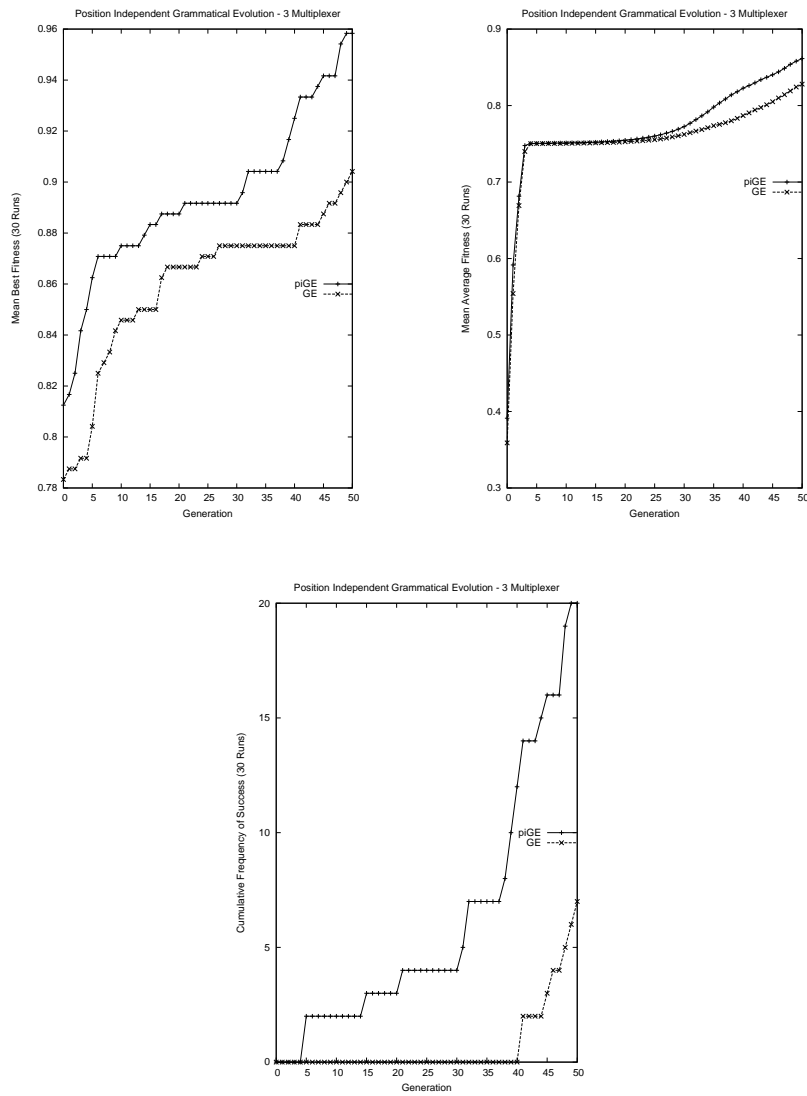 Position Independent Grammatical Evolution - 3 Multiplexer
0.96
0.94
0.92
0.9
0.88
0.86
0.84
0.82
0.8
0.78
Mean Best Fitness (30 Runs)
piGE
GE
0 5 10 15 20 25 30 35 40 45 50
Generation
Position Independent Grammatical Evolution - 3 Multiplexer
0.9
0.8
0.7
0.6
0.5
0.4
0.3
Mean Average Fitness (30 Runs)
piGE
GE
0 5 10 15 20 25 30 35 40 45 50
Generation
Position Independent Grammatical Evolution - 3 Multiplexer
20
15
10
5
0
Cumulative Frequency of Success (30 Runs)
piGE
GE
0 5 10 15 20 25 30 35 40 45 50
Generation